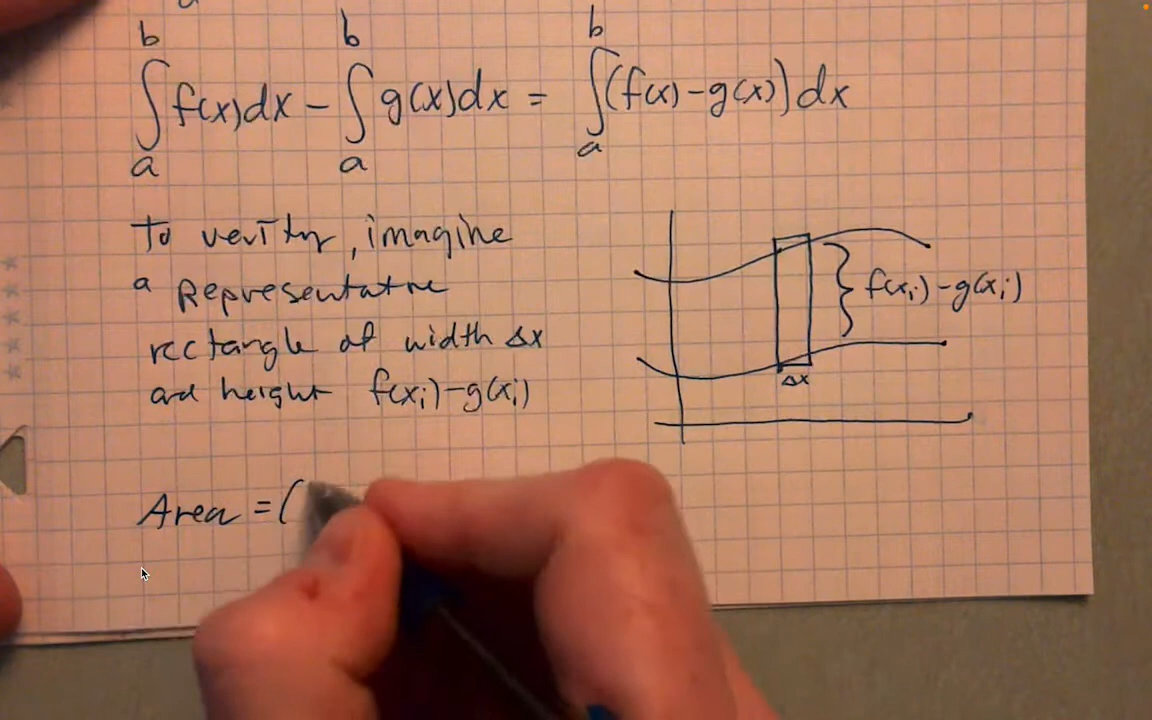 b b b
∫f(x)dx - ∫g(x)dx = ∫(f(x)-g(x))dx
a a a
To verify, imagine
a Representative
rectangle of width Δx
and height f(xᵢ)-g(xᵢ)
f(xᵢ)-g(xᵢ)
Δx
Area = (